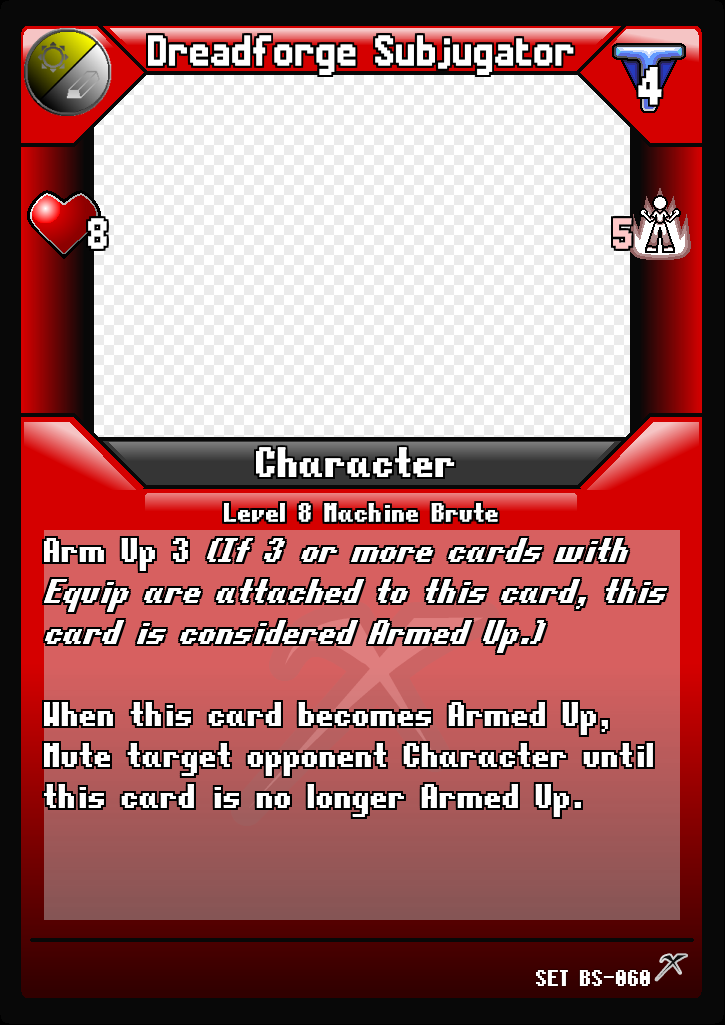 Dreadforge Subjugator
4
8
5
Character
Level 8 Machine Brute
Arm Up 3 (If 3 or more cards with
Equip are attached to this card, this
card is considered Armed Up.)
When this card becomes Armed Up,
Mute target opponent Character until
this card is no longer Armed Up.
SET BS-060